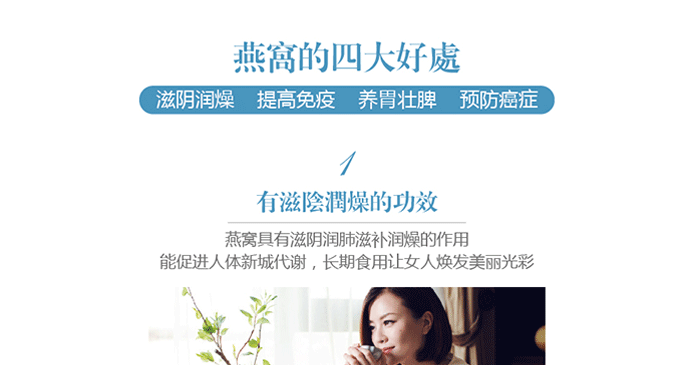 燕窩的四大好處
滋阴润燥 提高免疫 养胃壮脾 预防癌症
1
有滋陰潤燥的功效
燕窝具有滋阴润肺滋补润燥的作用
能促进人体新城代谢，长期食用让女人焕发美丽光彩